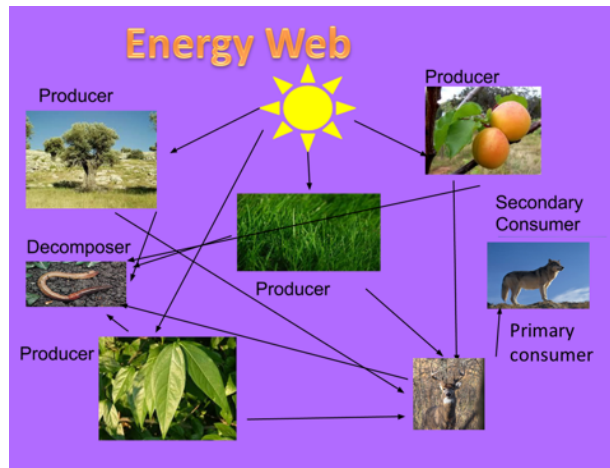 Energy Web
Producer
Producer
Secondary
Consumer
Decomposer
Producer
Primary
consumer
Producer